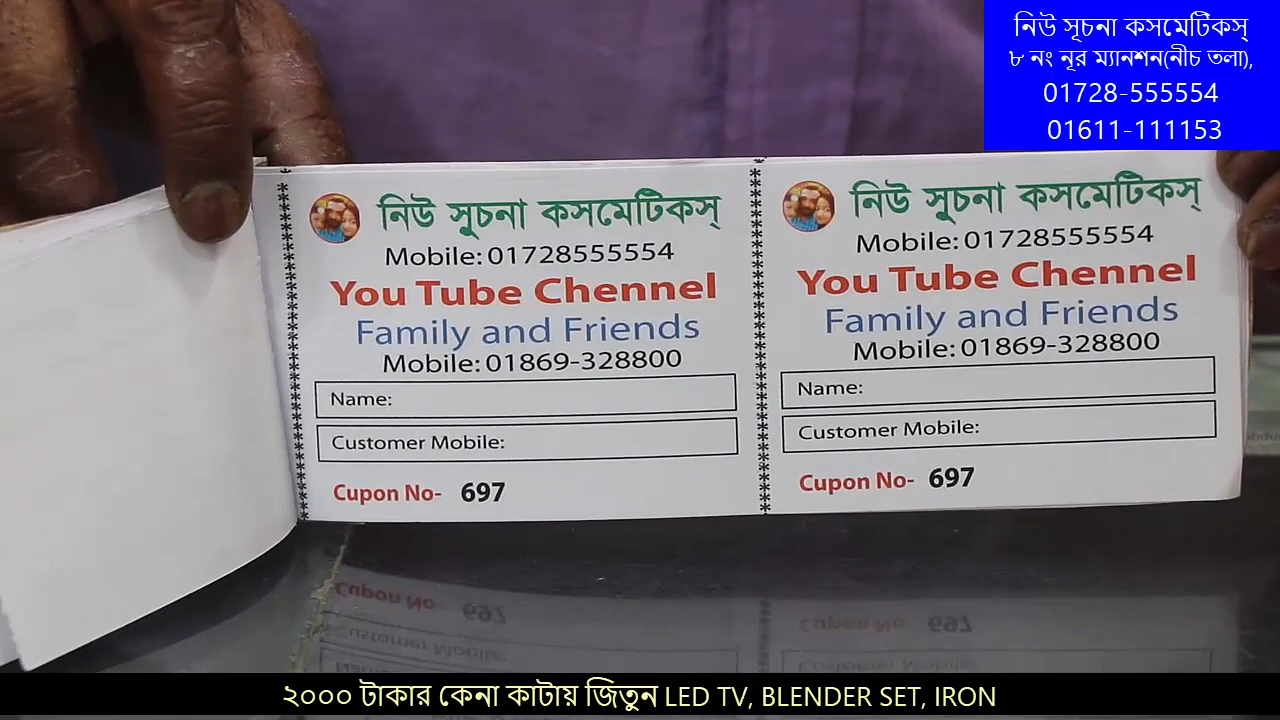 নিউ সূচনা কসমেটিকস্
৮ নং নূর ম্যানশন(নীচ তলা),
01728-555554
01611-111153
নিউ সূচনা কসমেটিকস্
Mobile: 01728555554
You Tube Chennel
Family and Friends
Mobile: 01869-328800
Name:
Customer Mobile:
Cupon No- 697
নিউ সূচনা কসমেটিকস্
Mobile: 01728555554
You Tube Chennel
Family and Friends
Mobile: 01869-328800
Name:
Customer Mobile:
Cupon No- 697
২০০০ টাকার কেনা কাটায় জিতুন LED TV, BLENDER SET, IRON